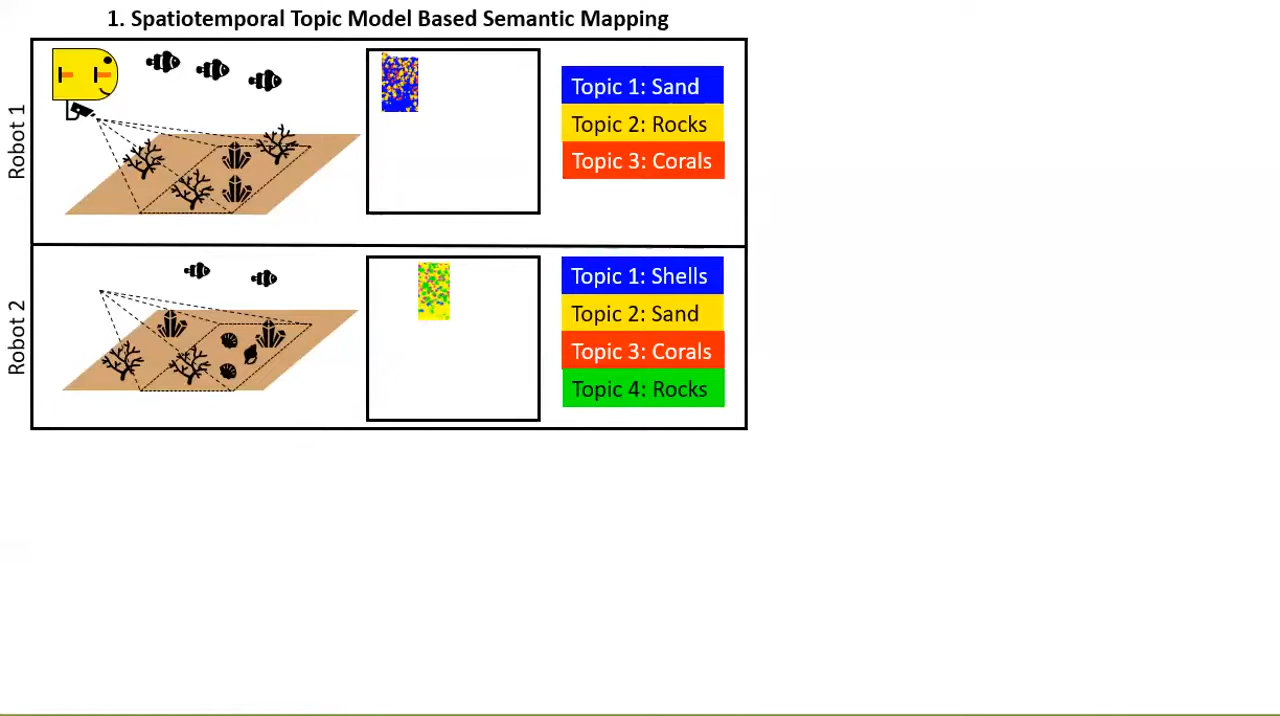 1. Spatiotemporal Topic Model Based Semantic Mapping
Robot 1
Topic 1: Sand
Topic 2: Rocks
Topic 3: Corals
Robot 2
Topic 1: Shells
Topic 2: Sand
Topic 3: Corals
Topic 4: Rocks